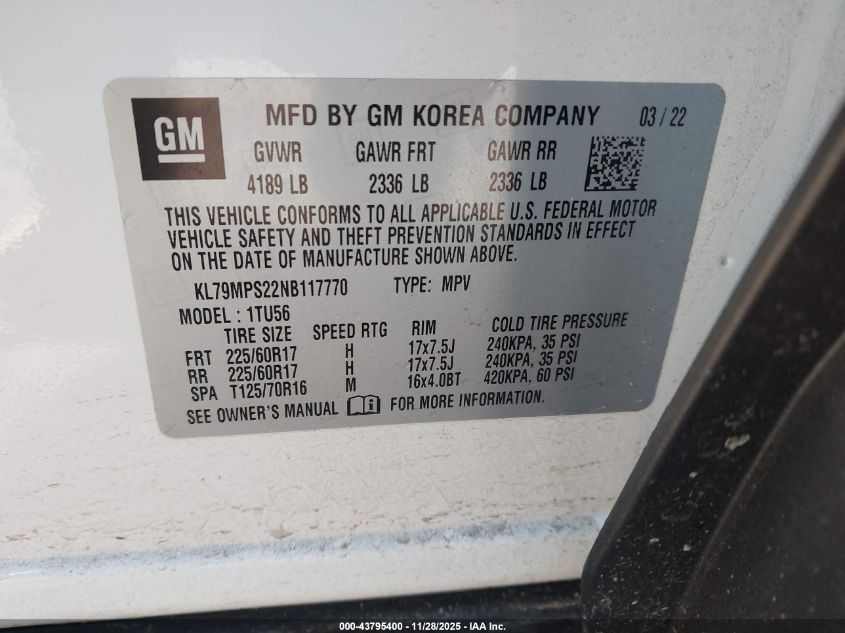 GM
MFD BY GM KOREA COMPANY 03 / 22
GVWR GAWR FRT GAWR RR
4189 LB 2336 LB 2336 LB
THIS VEHICLE CONFORMS TO ALL APPLICABLE U.S. FEDERAL MOTOR
VEHICLE SAFETY AND THEFT PREVENTION STANDARDS IN EFFECT
ON THE DATE OF MANUFACTURE SHOWN ABOVE.
KL79MPS22NB117770 TYPE: MPV
MODEL : 1TU56
TIRE SIZE SPEED RTG RIM COLD TIRE PRESSURE
FRT 225/60R17 H 17x7.5J 240KPA, 35 PSI
RR 225/60R17 H 17x7.5J 240KPA, 35 PSI
SPA T125/70R16 M 16x4.0BT 420KPA, 60 PSI
SEE OWNER'S MANUAL FOR MORE INFORMATION.
000-43795400 - 11/28/2025 - IAA Inc.